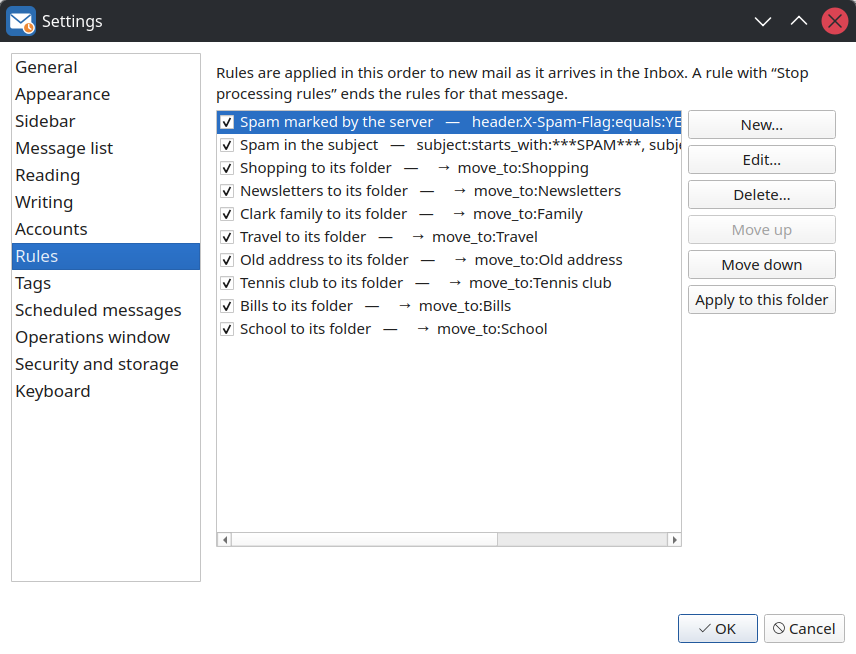 Settings
General
Appearance
Sidebar
Message list
Reading
Writing
Accounts
Rules
Tags
Scheduled messages
Operations window
Security and storage
Keyboard
Rules are applied in this order to new mail as it arrives in the Inbox. A rule with “Stop
processing rules” ends the rules for that message.
Spam marked by the server — header.X-Spam-Flag:equals:YE
Spam in the subject — subject:starts_with:***SPAM***, subje
Shopping to its folder — → move_to:Shopping
Newsletters to its folder — → move_to:Newsletters
Clark family to its folder — → move_to:Family
Travel to its folder — → move_to:Travel
Old address to its folder — → move_to:Old address
Tennis club to its folder — → move_to:Tennis club
Bills to its folder — → move_to:Bills
School to its folder — → move_to:School
New...
Edit...
Delete...
Move up
Move down
Apply to this folder
OK
Cancel